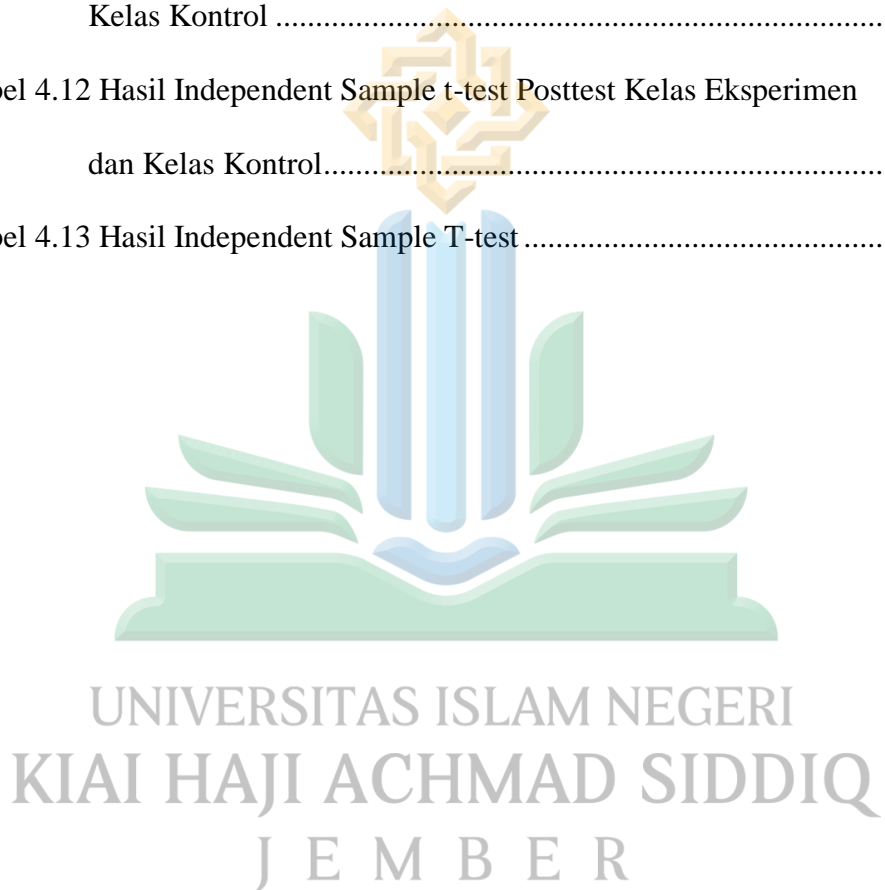 Kelas Kontrol ................................................................................
bel 4.12 Hasil Independent Sample t-test Posttest Kelas Eksperimen
dan Kelas Kontrol.........................................................................
bel 4.13 Hasil Independent Sample T-test ...............................................
UNIVERSITAS ISLAM NEGERI
KIAI HAJI ACHMAD SIDDIQ
J E M B E R